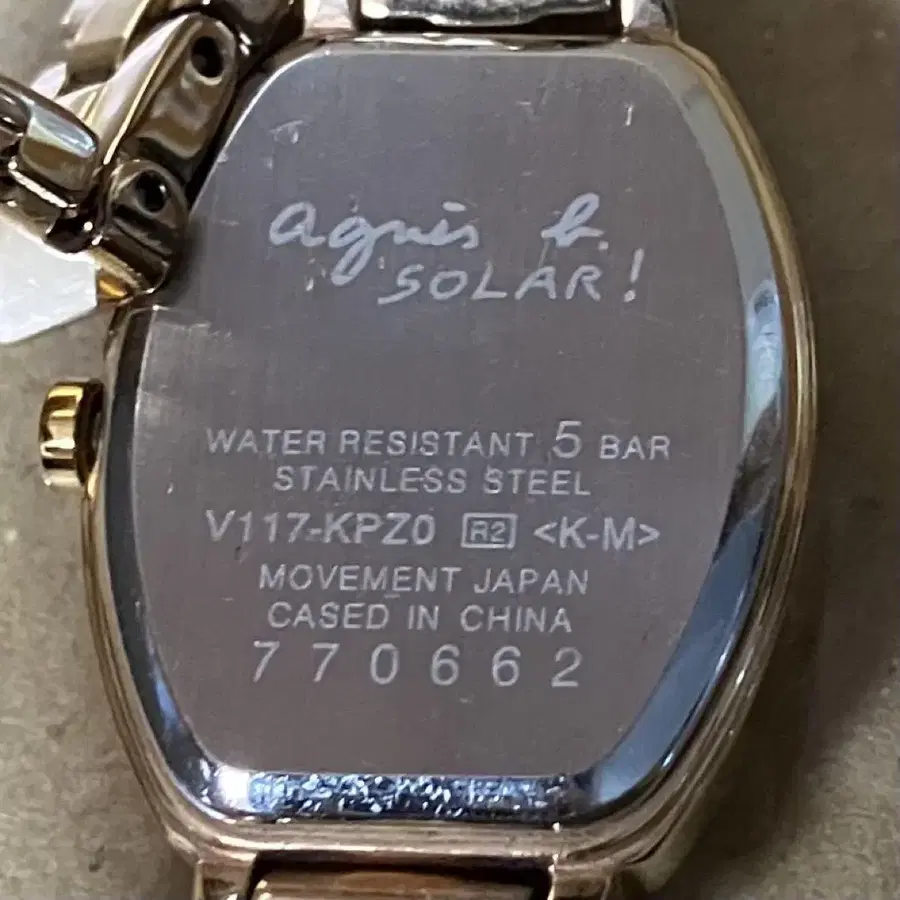 agnès b.
SOLAR!
WATER RESISTANT 5 BAR
STAINLESS STEEL
V117-KPZ0 R2 <K-M>
MOVEMENT JAPAN
CASED IN CHINA
770662